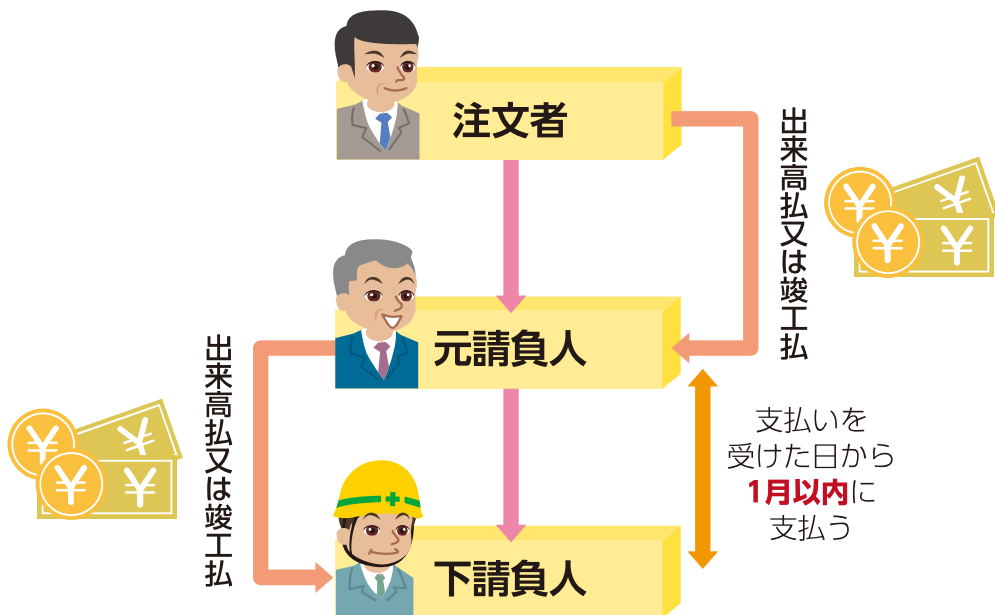 注文者
出来高払又は竣工払
元請負人
出来高払又は竣工払
支払いを
受けた日から
1月以内に
支払う
下請負人
¥
¥
¥
¥
¥
¥
¥
¥